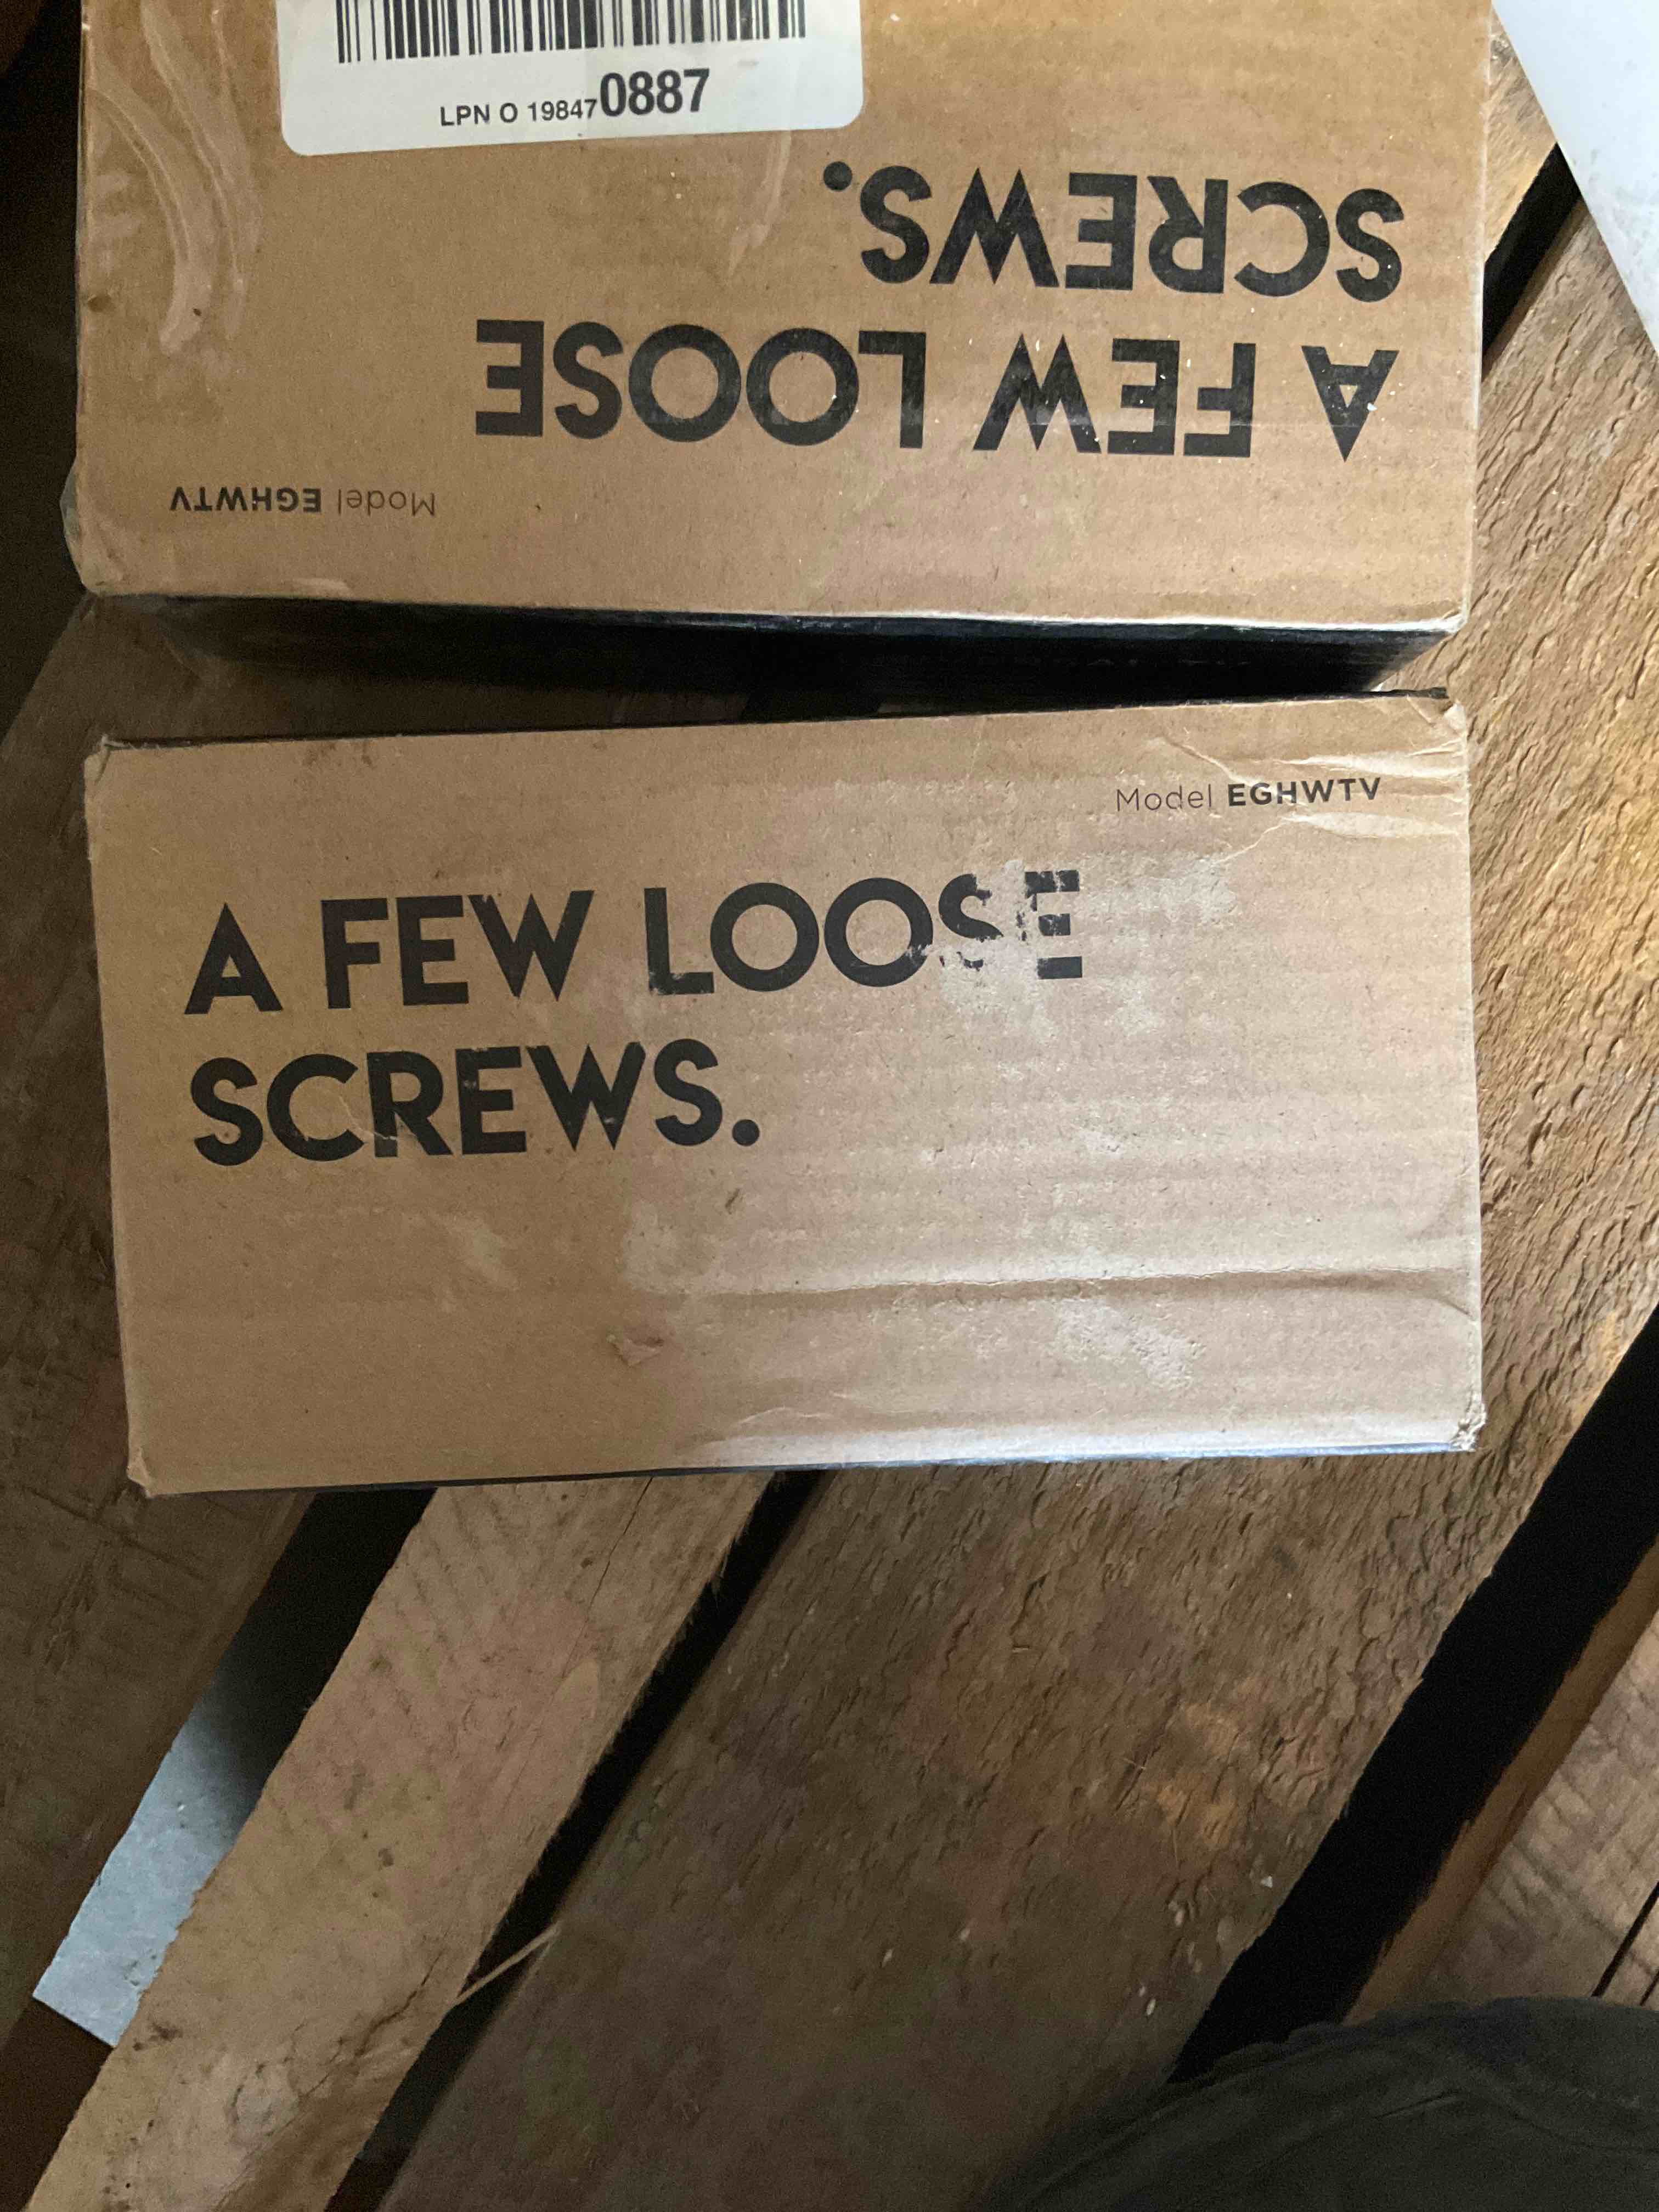 LPN O 198470887
A FEW LOOSE
SCREWS.
Model EGHWTV
Model EGHWTV
A FEW LOOSE
SCREWS.